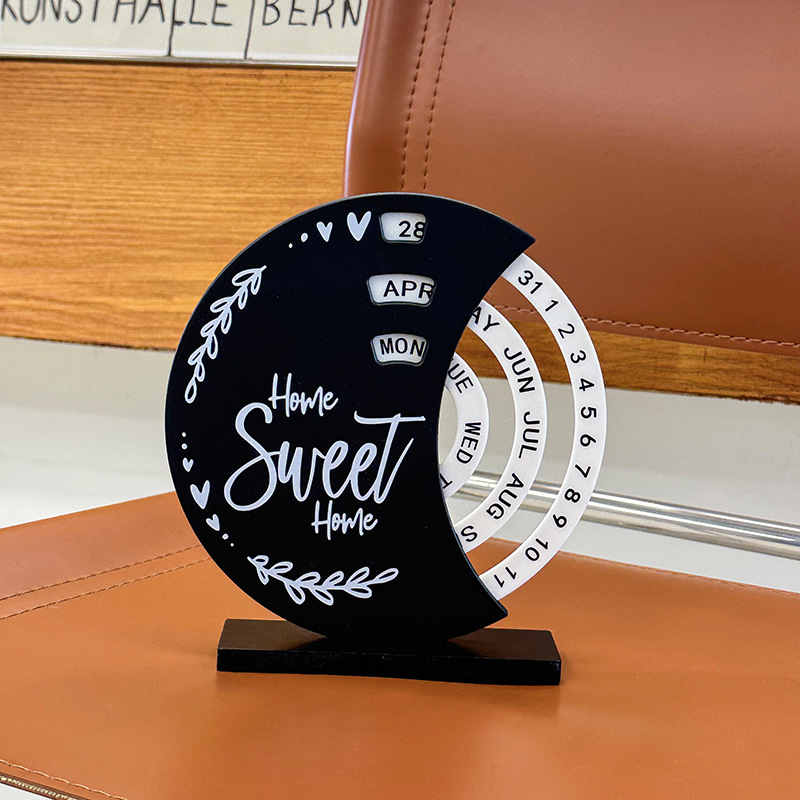 KUNSTHALLE BERN
28
APR
MON
31 1 2 3 4 5 6 7 8 9 10 11
AY JUN JUL AUG S
TUE WED T
Home
Sweet
Home